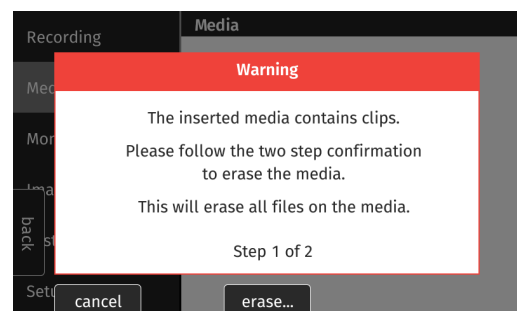 Media
Recording
Warning
The inserted media contains clips.
Please follow the two step confirmation
to erase the media.
This will erase all files on the media.
Step 1 of 2
back
cancel
erase...